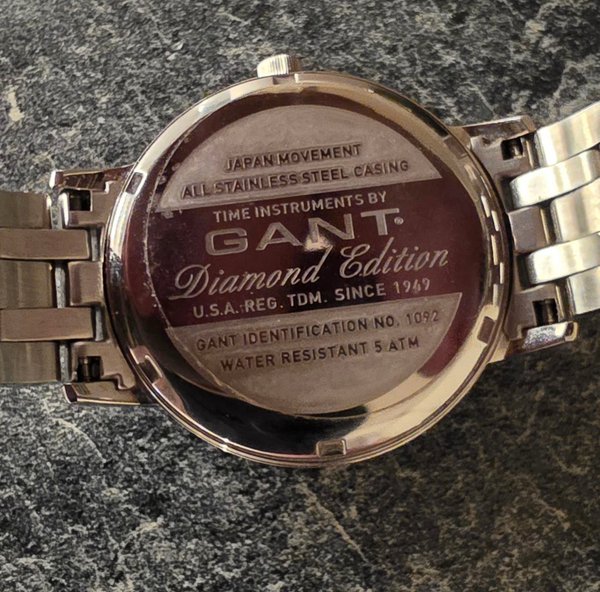 JAPAN MOVEMENT
ALL STAINLESS STEEL CASING
TIME INSTRUMENTS BY
GANT®
Diamond Edition
U.S.A. REG. TDM. SINCE 1949
GANT IDENTIFICATION NO. 1092
WATER RESISTANT 5 ATM